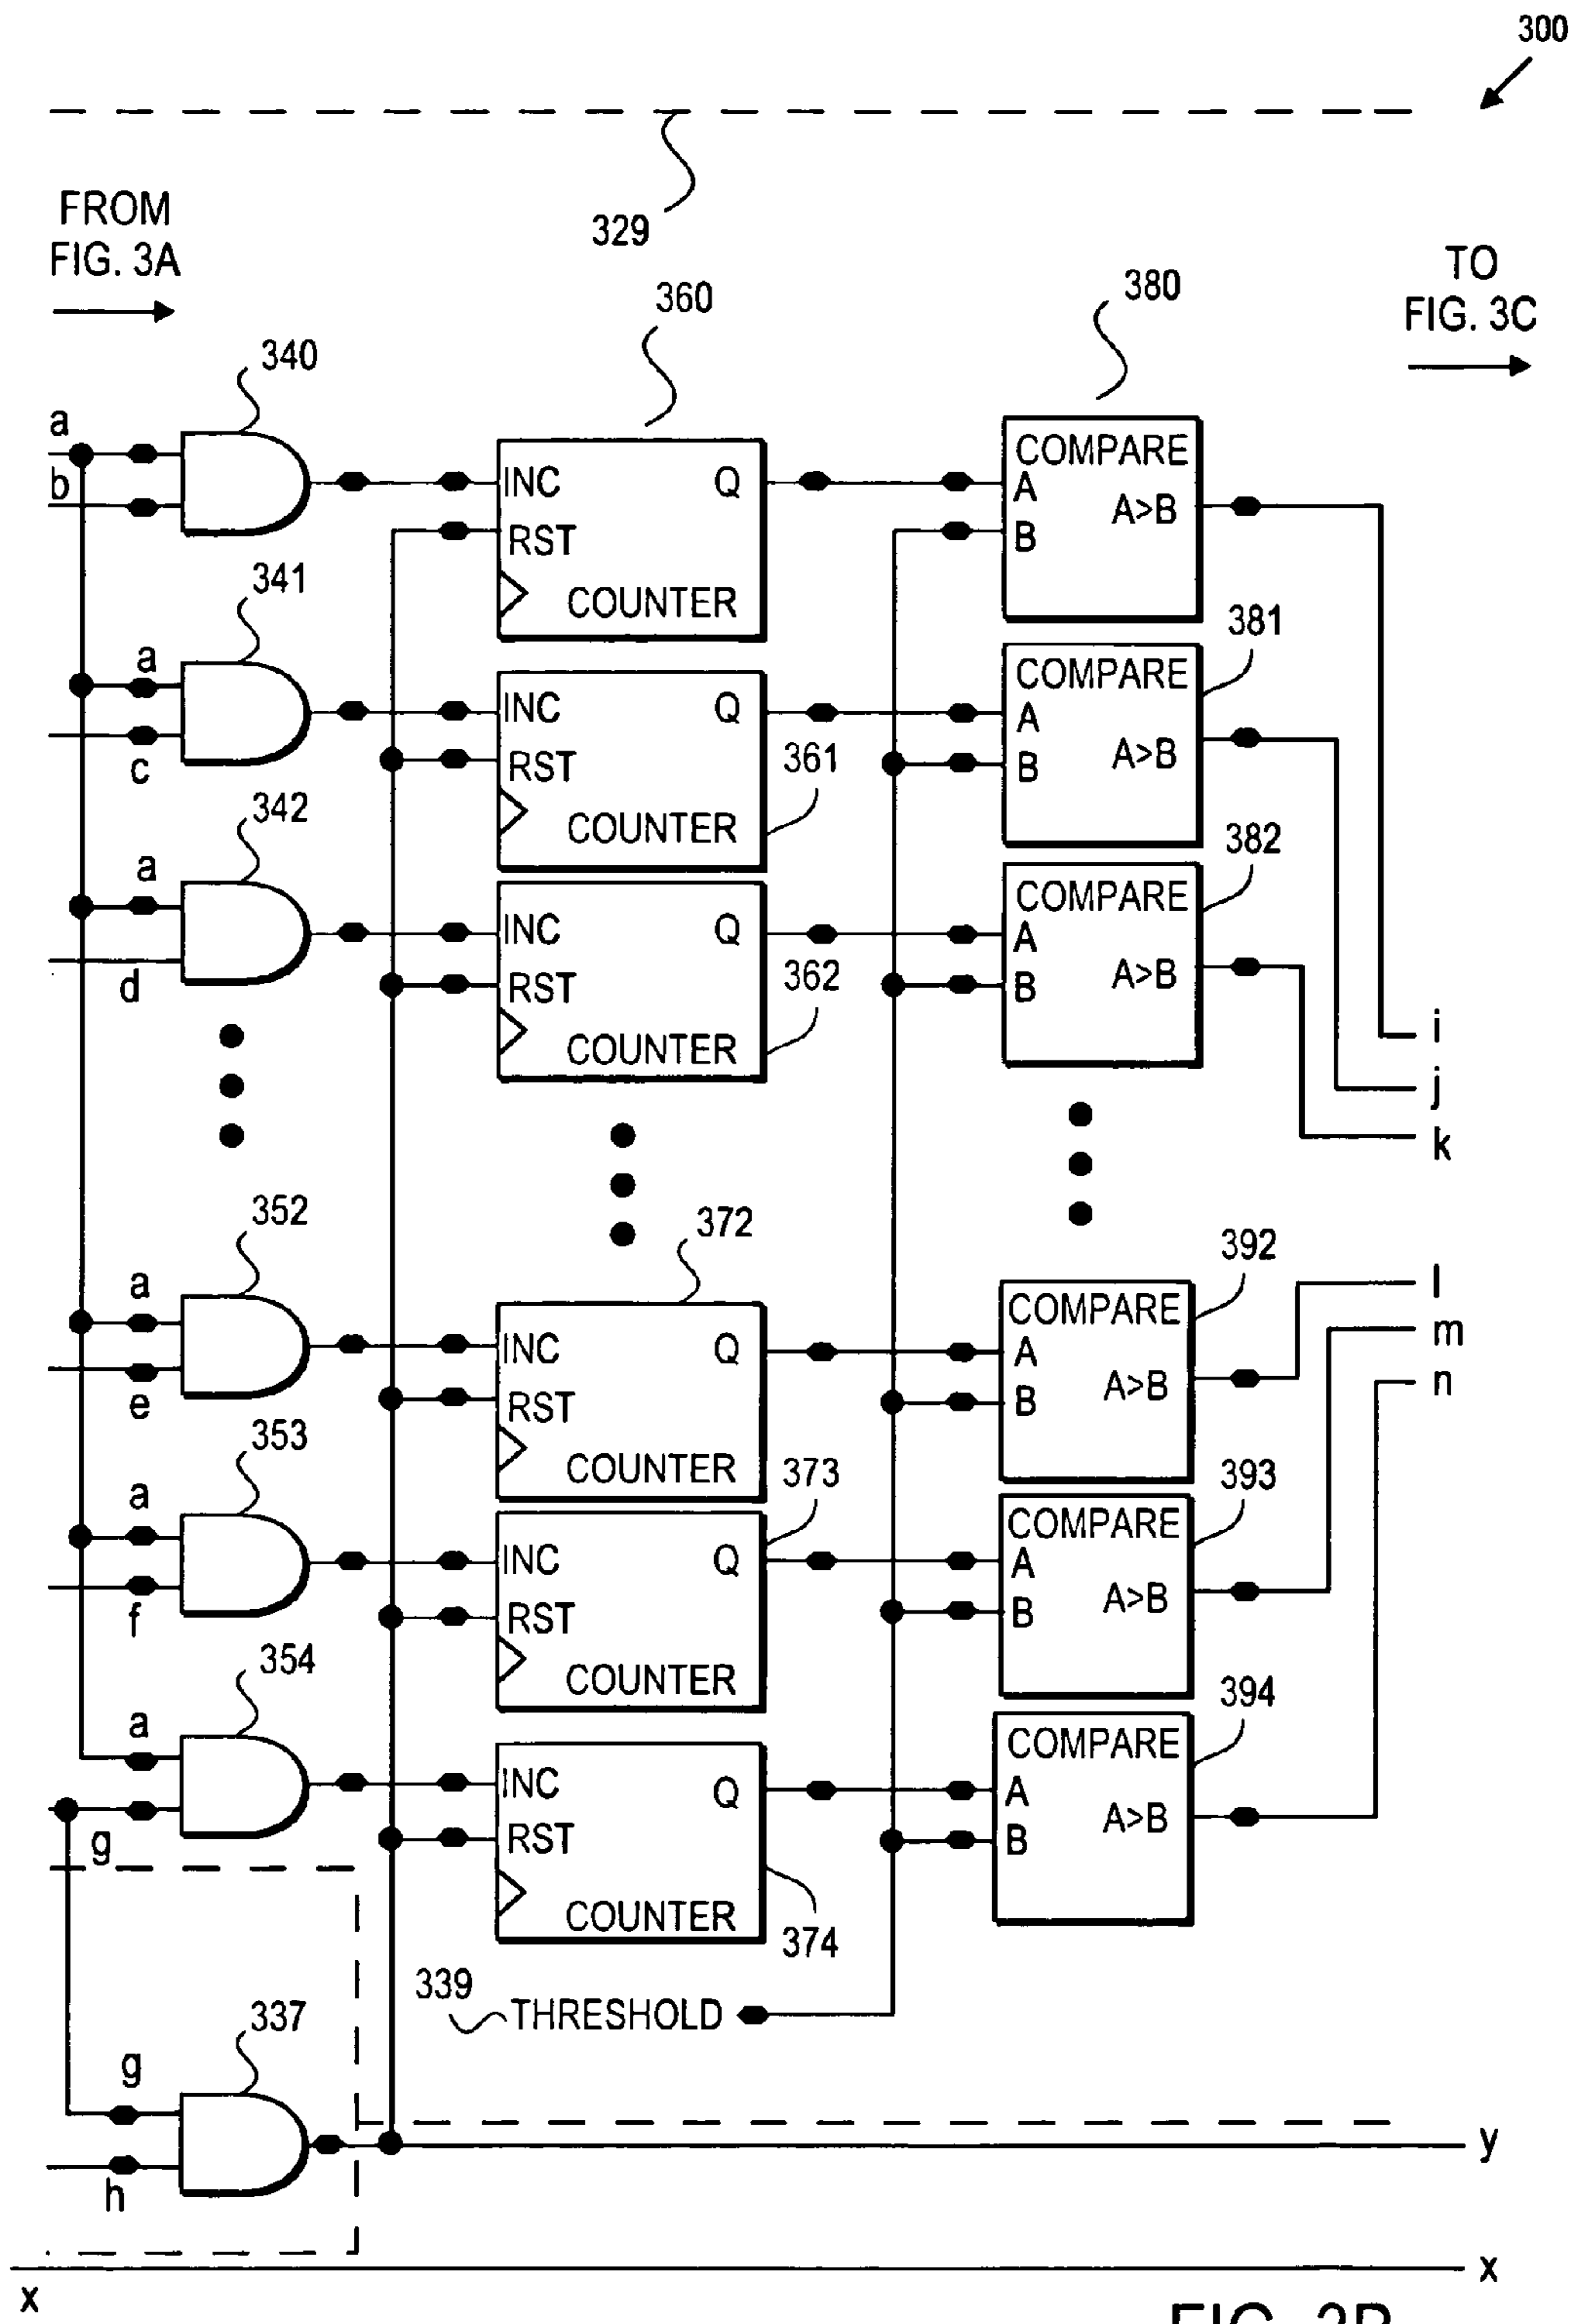 300
329
FROM
FIG. 3A
TO
FIG. 3C
360
380
340
a
b
INC
Q
RST
COUNTER
COMPARE
A
A>B
B
341
a
c
INC
Q
RST
COUNTER
361
381
COMPARE
A
A>B
B
342
a
d
INC
Q
RST
COUNTER
362
382
COMPARE
A
A>B
B
i
j
k
352
a
e
372
INC
Q
RST
COUNTER
392
COMPARE
A
A>B
B
l
m
n
353
a
f
373
INC
Q
RST
COUNTER
393
COMPARE
A
A>B
B
354
a
g
INC
Q
RST
COUNTER
374
394
COMPARE
A
A>B
B
339
THRESHOLD
337
g
h
y
x
x
FIG. 3B